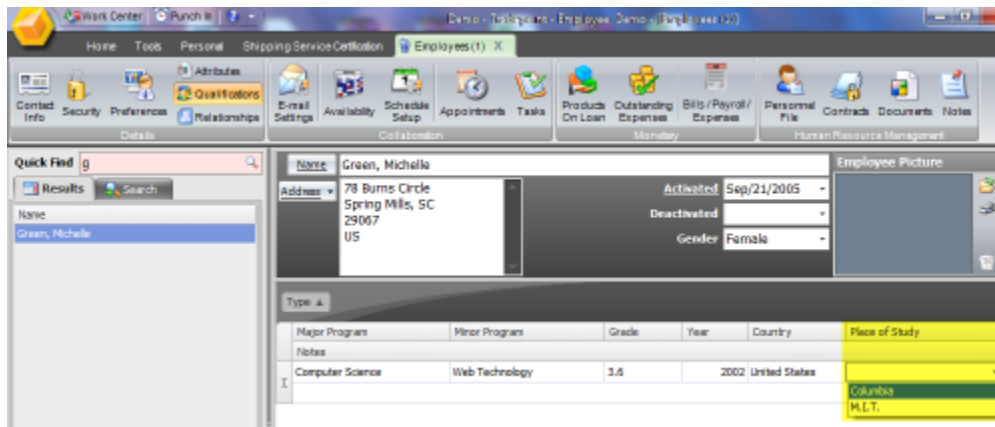 Work Center Punch In
Home Tools Personal Shipping Service Certification Employees(1) X
Contact Info Security Preferences Attributes Qualifications Relationships
Details
E-mail Settings Availability Schedule Setup Appointments Tasks
Collaboration
Products On Loan Outstanding Expenses Bills / Payroll / Expenses
Monetary
Personnel File Contracts Documents Notes
Human Resource Management
Quick Find g
Results Search
Name
Green, Michelle
Name Green, Michelle
Address 78 Burns Circle
Spring Mills, SC
29067
US
Activated Sep/21/2005
Deactivated
Gender Female
Employee Picture
Type
Major Program Minor Program Grade Year Country Place of Study
Notes
Computer Science Web Technology 3.6 2002 United States
Columbia
M.I.T.